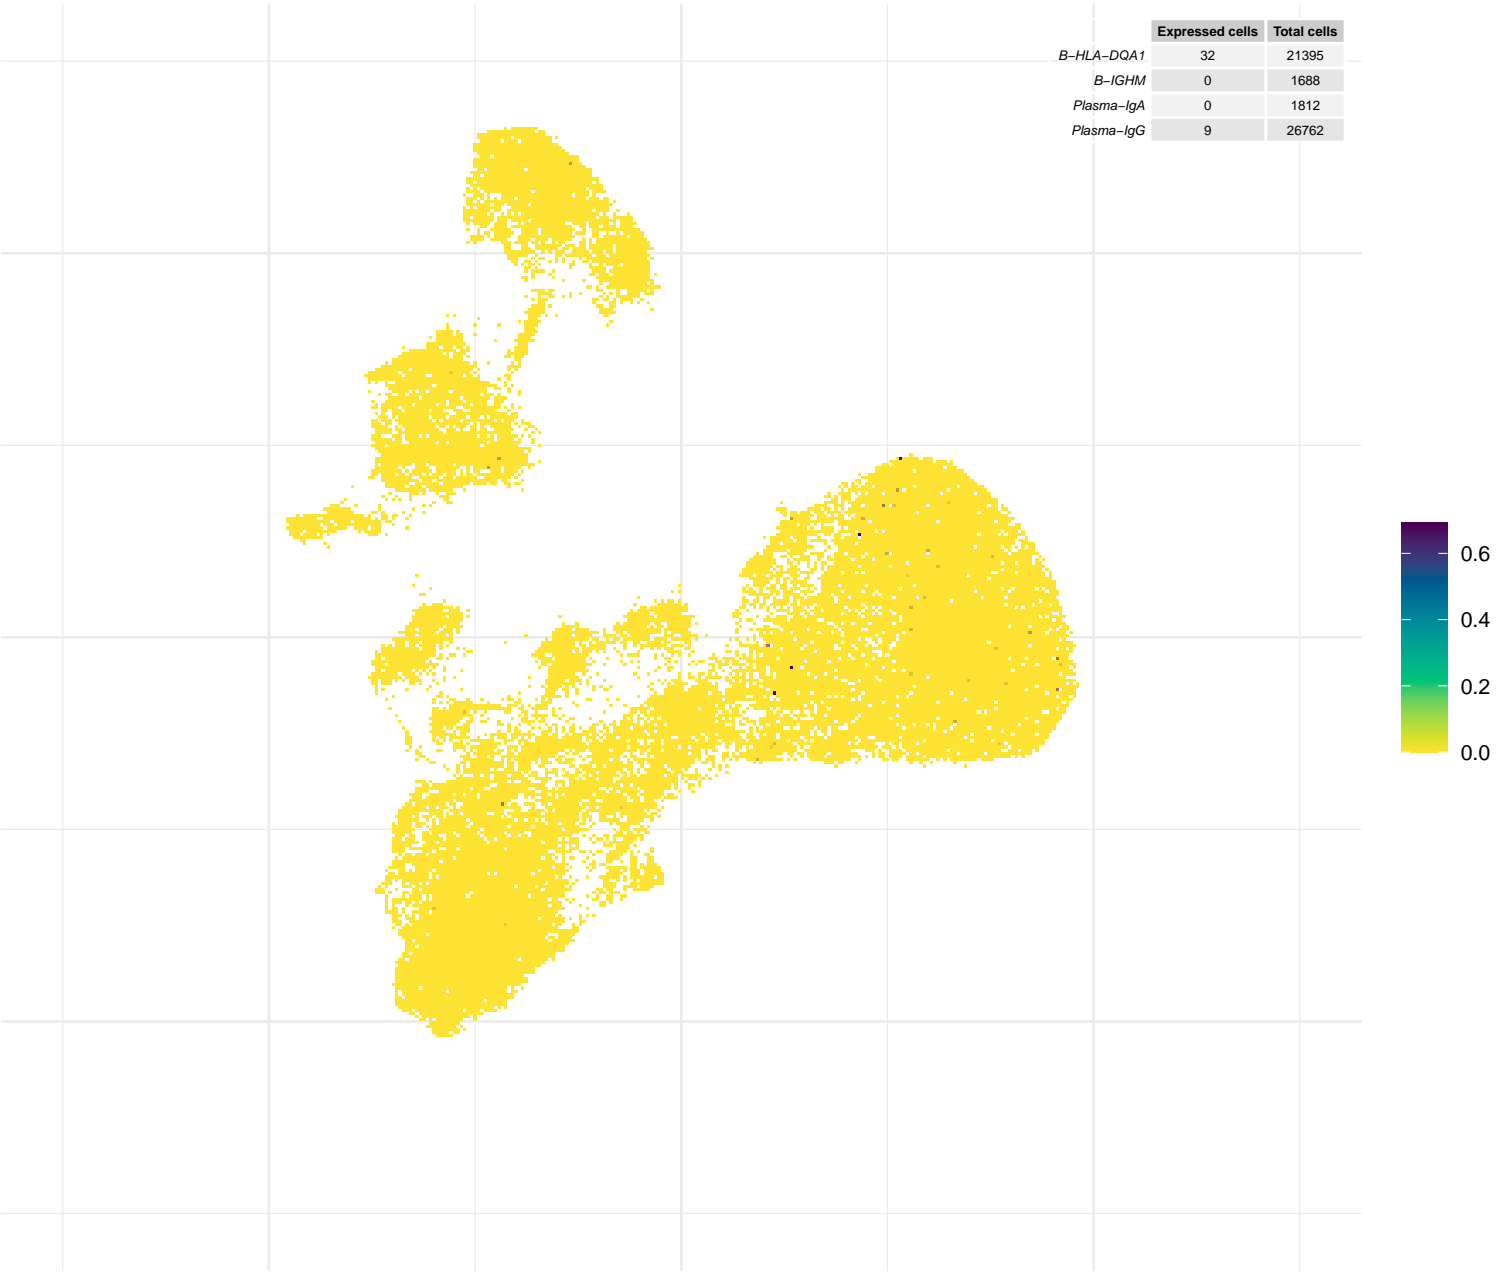 Expressed cells Total cells
B−HLA−DQA1 32 21395
B−IGHM 0 1688
Plasma−IgA 0 1812
Plasma−IgG 9 26762
0.6
0.4
0.2
0.0